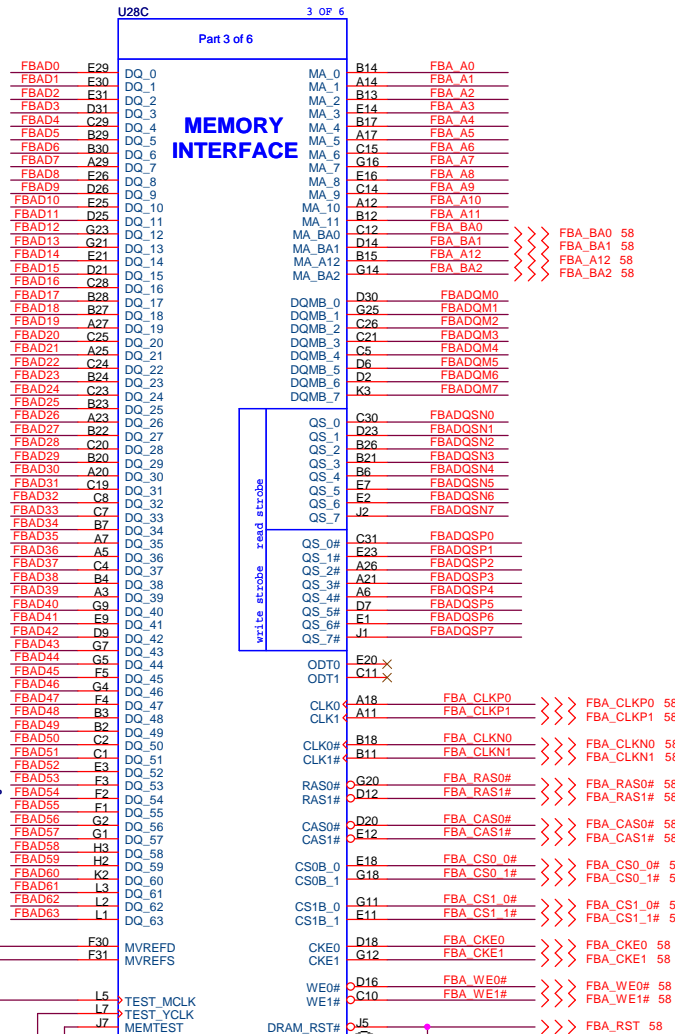 U28C 3 OF 6
Part 3 of 6
MEMORY
INTERFACE
FBAD0 E29 DQ_0
FBAD1 E30 DQ_1
FBAD2 E31 DQ_2
FBAD3 D31 DQ_3
FBAD4 C29 DQ_4
FBAD5 B29 DQ_5
FBAD6 B30 DQ_6
FBAD7 A29 DQ_7
FBAD8 E26 DQ_8
FBAD9 D26 DQ_9
FBAD10 E25 DQ_10
FBAD11 D25 DQ_11
FBAD12 G23 DQ_12
FBAD13 G21 DQ_13
FBAD14 E21 DQ_14
FBAD15 D21 DQ_15
FBAD16 C28 DQ_16
FBAD17 B28 DQ_17
FBAD18 B27 DQ_18
FBAD19 A27 DQ_19
FBAD20 C25 DQ_20
FBAD21 A25 DQ_21
FBAD22 C24 DQ_22
FBAD23 B24 DQ_23
FBAD24 C23 DQ_24
FBAD25 B23 DQ_25
FBAD26 A23 DQ_26
FBAD27 B22 DQ_27
FBAD28 C20 DQ_28
FBAD29 B20 DQ_29
FBAD30 A20 DQ_30
FBAD31 C19 DQ_31
FBAD32 C8 DQ_32
FBAD33 C7 DQ_33
FBAD34 B7 DQ_34
FBAD35 A7 DQ_35
FBAD36 A5 DQ_36
FBAD37 C4 DQ_37
FBAD38 B4 DQ_38
FBAD39 A3 DQ_39
FBAD40 G9 DQ_40
FBAD41 E9 DQ_41
FBAD42 D9 DQ_42
FBAD43 G7 DQ_43
FBAD44 G5 DQ_44
FBAD45 F5 DQ_45
FBAD46 G4 DQ_46
FBAD47 F4 DQ_47
FBAD48 B3 DQ_48
FBAD49 B2 DQ_49
FBAD50 C2 DQ_50
FBAD51 C1 DQ_51
FBAD52 E3 DQ_52
FBAD53 F3 DQ_53
FBAD54 F2 DQ_54
FBAD55 F1 DQ_55
FBAD56 G2 DQ_56
FBAD57 G1 DQ_57
FBAD58 H3 DQ_58
FBAD59 H2 DQ_59
FBAD60 K2 DQ_60
FBAD61 L3 DQ_61
FBAD62 L2 DQ_62
FBAD63 L1 DQ_63
F30 MVREFD
F31 MVREFS
L5 TEST_MCLK
L7 TEST_YCLK
J7 MEMTEST
MA_0 B14 FBA_A0
MA_1 A14 FBA_A1
MA_2 B13 FBA_A2
MA_3 E14 FBA_A3
MA_4 B17 FBA_A4
MA_5 A17 FBA_A5
MA_6 C15 FBA_A6
MA_7 G16 FBA_A7
MA_8 E16 FBA_A8
MA_9 C14 FBA_A9
MA_10 A12 FBA_A10
MA_11 B12 FBA_A11
MA_BA0 C12 FBA_BA0 FBA_BA0 58
MA_BA1 D14 FBA_BA1 FBA_BA1 58
MA_A12 B15 FBA_A12 FBA_A12 58
MA_BA2 G14 FBA_BA2 FBA_BA2 58
DQMB_0 D30 FBADQM0
DQMB_1 G25 FBADQM1
DQMB_2 C26 FBADQM2
DQMB_3 C21 FBADQM3
DQMB_4 C5 FBADQM4
DQMB_5 D6 FBADQM5
DQMB_6 D2 FBADQM6
DQMB_7 K3 FBADQM7
read strobe
QS_0 C30 FBADQSN0
QS_1 D23 FBADQSN1
QS_2 B26 FBADQSN2
QS_3 B21 FBADQSN3
QS_4 B6 FBADQSN4
QS_5 E7 FBADQSN5
QS_6 E2 FBADQSN6
QS_7 J2 FBADQSN7
write strobe
QS_0# C31 FBADQSP0
QS_1# E23 FBADQSP1
QS_2# A26 FBADQSP2
QS_3# A21 FBADQSP3
QS_4# A6 FBADQSP4
QS_5# D7 FBADQSP5
QS_6# E1 FBADQSP6
QS_7# J1 FBADQSP7
ODT0 E20
ODT1 C11
CLK0 A18 FBA_CLKP0 FBA_CLKP0 58
CLK1 A11 FBA_CLKP1 FBA_CLKP1 58
CLK0# B18 FBA_CLKN0 FBA_CLKN0 58
CLK1# B11 FBA_CLKN1 FBA_CLKN1 58
RAS0# G20 FBA_RAS0# FBA_RAS0# 58
RAS1# D12 FBA_RAS1# FBA_RAS1# 58
CAS0# D20 FBA_CAS0# FBA_CAS0# 58
CAS1# E12 FBA_CAS1# FBA_CAS1# 58
CS0B_0 E18 FBA_CS0_0# FBA_CS0_0# 5
CS0B_1 G18 FBA_CS0_1# FBA_CS0_1# 5
CS1B_0 G11 FBA_CS1_0# FBA_CS1_0# 5
CS1B_1 E11 FBA_CS1_1# FBA_CS1_1# 5
CKE0 D18 FBA_CKE0 FBA_CKE0 58
CKE1 G12 FBA_CKE1 FBA_CKE1 58
WE0# D16 FBA_WE0# FBA_WE0# 58
WE1# C10 FBA_WE1# FBA_WE1# 58
DRAM_RST# J5 FBA_RST 58